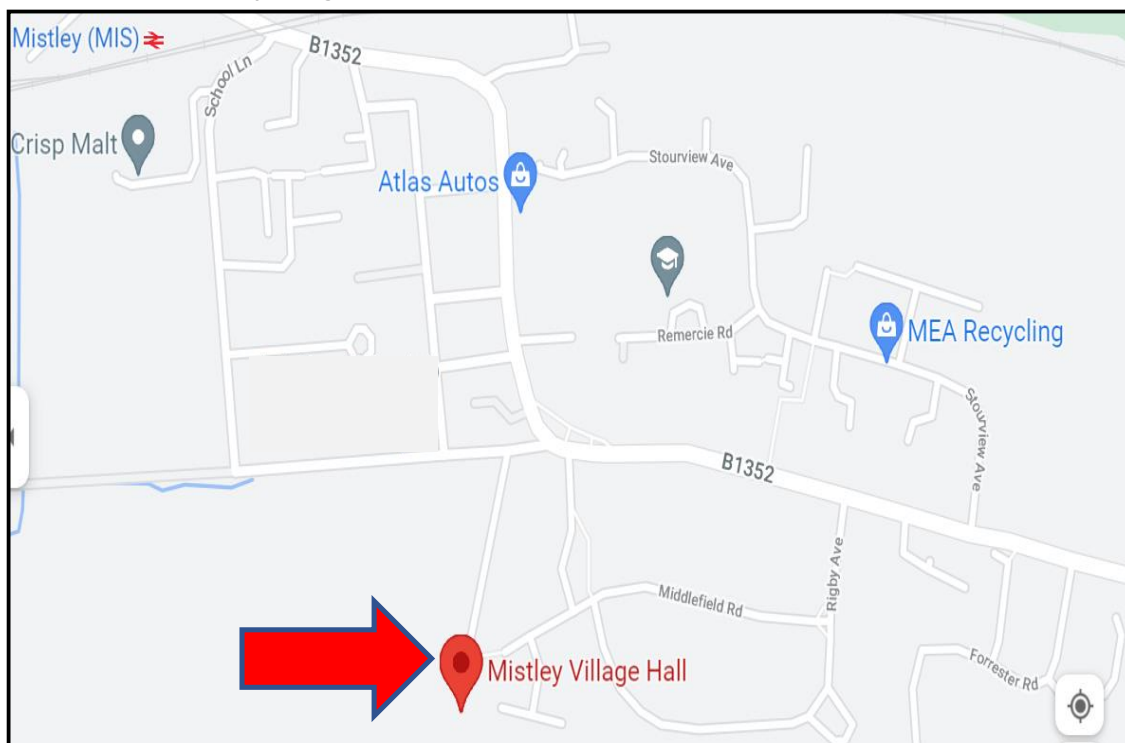 Mistley (MIS)
B1352
School Ln
Crisp Malt
Stourview Ave
Atlas Autos
Remercie Rd
MEA Recycling
Stourview Ave
B1352
Rigby Ave
Middlefield Rd
Mistley Village Hall
Forrester Rd